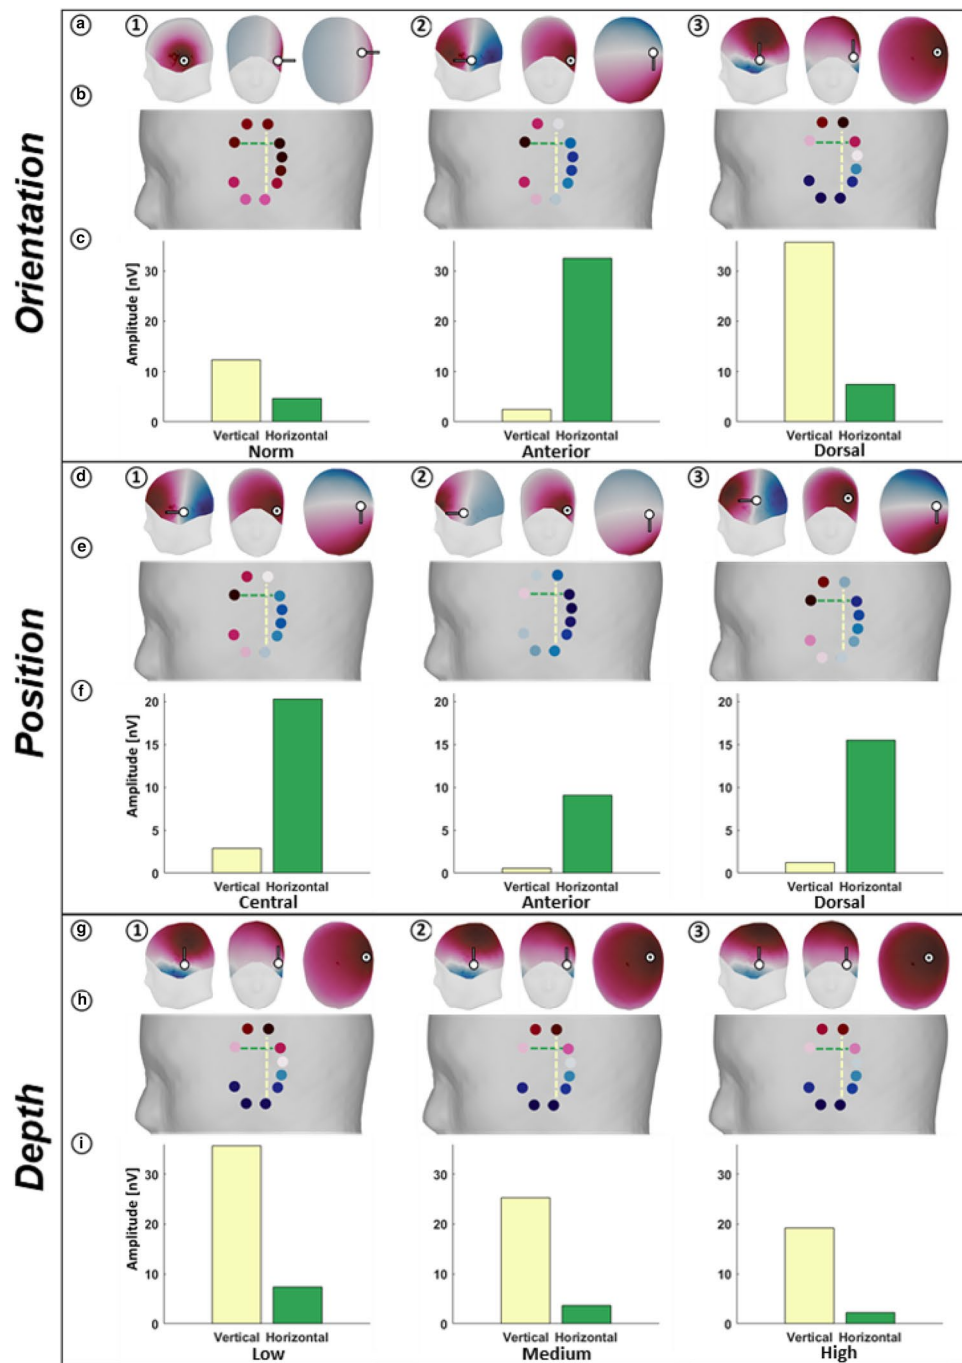 Orientation
ⓐ ① ② ③
ⓑ
ⓒ
Amplitude [nV]
30
20
10
0
Vertical Horizontal
Norm
30
20
10
0
Vertical Horizontal
Anterior
30
20
10
0
Vertical Horizontal
Dorsal
Position
ⓓ ① ② ③
ⓔ
ⓕ
Amplitude [nV]
20
15
10
5
0
Vertical Horizontal
Central
20
15
10
5
0
Vertical Horizontal
Anterior
20
15
10
5
0
Vertical Horizontal
Dorsal
Depth
ⓖ ① ② ③
ⓗ
ⓘ
Amplitude [nV]
30
20
10
0
Vertical Horizontal
Low
30
20
10
0
Vertical Horizontal
Medium
30
20
10
0
Vertical Horizontal
High